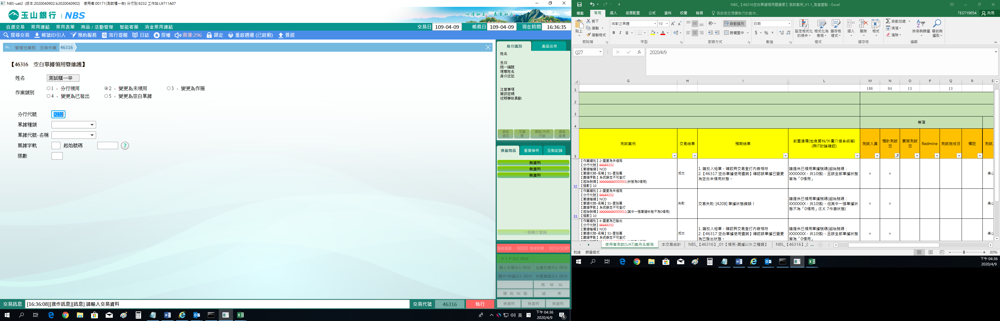 NBS-uat2 (版本:2020040902.b2020040902) 使用者:00171(測試櫃一辛) 分行別:9232 工作站:L9711A07
玉山銀行 | NBS
心清如玉 義重如山
自選交易 常用連結 常用表單 商品 / 活動管理 智能客服 消金常用連結
交易日 109-04-09 帳務日 109-04-09 現在時間 16:36:35
搜尋交易 帳號ID引入 預約服務 蒞行提醒 日誌 授權 廣播:296 鎖定 重啟週邊 (已啟動) 簽退
管理性業務 日常作業 46316
【46316 空白單據領用暨維護】
姓名 測試櫃一辛
作業類別
1 - 分行領用 2 - 變更為未領用 3 - 變更為作廢
4 - 變更為已發出 5 - 變更為空白單據
分行代號 9232
單據種類
單據代號-名稱
票據字軌 起始號碼 ?
張數
身分識別 產品往來
姓名
生日
統一編號
理專姓名
身分註記
注意事項
簡訊密碼
近期事故異動
顧客資訊 手續費 通路/共同行銷 顧客影像
推薦商品 重要事件 互動記錄
無資料
無資料
無資料
一般轉介登錄
服務號碼： 0000 等候時間： 00分00秒
V I P:0人 00分
個人交易:0人 00分 企業交易:0人 00分
開戶/申請:0人 00分 外匯業務:0人 00分
再 呼 叫
預 約 叫 號 結 束
無資料 無資料 無資料
交易訊息 [16:36:08][操作訊息][訊息] 請輸入交易資料
交易代號 46316 執行
英
下午 04:36
2020/4/9
6
NBS_【46316空白單據領用暨變更】測試案例_V1.1_測資盤點 - Excel
檔案 常用 插入 版面配置 公式 資料 校閱 檢視 告訴我您想要執行的動作...
TEST19054 共用
貼上 剪下 複製 複製格式
微軟正黑體 10
B I U
自動換列
跨欄置中
日期
$ % ,
設定格式化的條件 格式化為表格 儲存格樣式
插入 刪除 格式
自動加總 填滿 清除
排序與篩選 尋找與選取
剪貼簿 字型 對齊方式 數值 樣式 儲存格 編輯
Q27 fx 2020/4/9
G H I L M N O P Q R S
1 186 94 13 13
2
3
4 專項
5 測試案例 交易結果 預期結果 前置準備(包含資料/外圍介接系統等)(與IT討論確認) 測試人員 預計測試日 實際測試日 Redmine 測試完成日 備註 測試人
【作業類別】2-變更為未領用
【分行代號】00159232
【單據種類】NCD
【單據代號-名稱】51-壹拾萬
【票據字軌】系統鎖定不可登打
【起始號碼】XXXXXXXX0000001(狀態為0領用)
【張數】10
32
成功
1. 請放入短單，確認與交易登打內容相符
2.【46317 空白單據使用查詢】確認該單據已變更為空白未領用狀態。
請提供已領用單據號碼(起始號碼：XXXXXXX，共10張)，且該全部單據狀態皆為「0領用」
v v
【作業類別】2-變更為未領用
【分行代號】00159232
【單據種類】NCD
【單據代號-名稱】51-壹拾萬
【票據字軌】系統鎖定不可登打
【起始號碼】XXXXXXXX0000011(其中一張單據狀態不為0領用)
【張數】10
33
失敗
交易失敗: [4208] 單據狀態錯誤！
請提供已領用單據號碼(起始號碼：XXXXXXX，共10張)，但其中一張單據狀態不為「0領用」(E.X. 7作廢狀態)
v v
【作業類別】4-變更為已發出
【分行代號】00159232
【單據種類】NCD
【單據代號-名稱】51-壹拾萬
【票據字軌】系統鎖定不可登打
成功
1. 請放入短單，確認與交易登打內容相符
2.【46317 空白單據使用查詢】確認該單據已變更為已發出狀態。
請提供已領用單據號碼(起始號碼：XXXXXXX，共10張)，且該全部單據狀態皆為「0領用」
v v
使用者測試(UAT)案例&報告 本交易統計 NBS_【46316】_01【領用-票據以外之種類】 NBS_【46316】_0 ...
就緒 篩選模式
80%
下午 04:36
2020/4/9